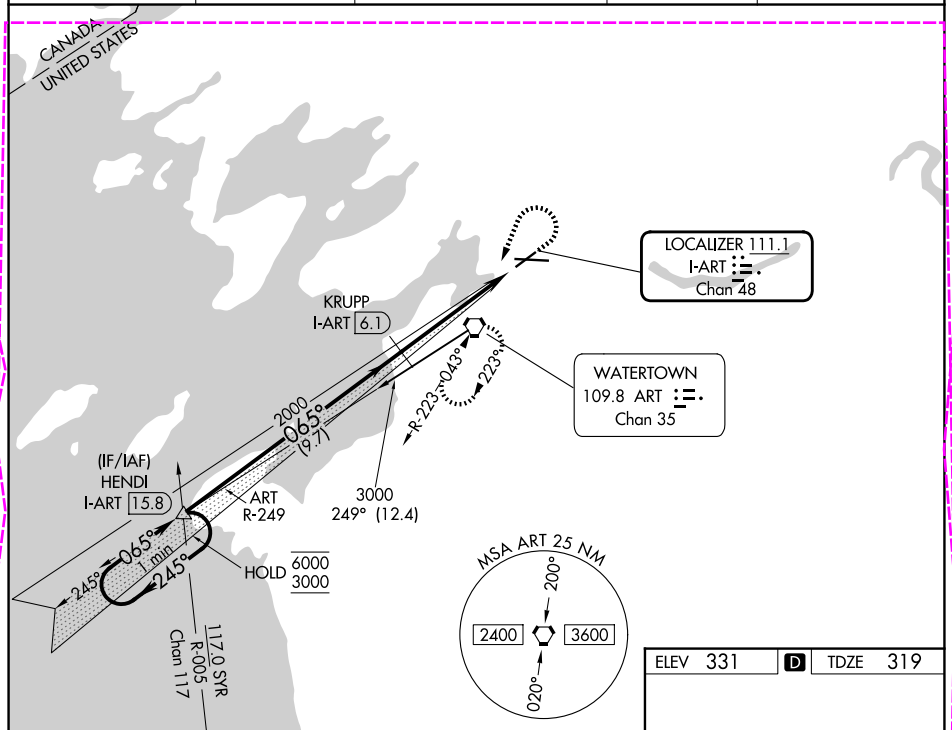 CANADA
UNITED STATES
LOCALIZER 111.1
I-ART
Chan 48
KRUPP
I-ART 6.1
WATERTOWN
109.8 ART
Chan 35
R-223
043°
223°
2000
065°
(9.7)
(IF/IAF)
HENDI
I-ART 15.8
ART
R-249
3000
249° (12.4)
245°
065°
1 min
245°
HOLD 6000
3000
117.0 SYR
R-005
Chan 117
MSA ART 25 NM
200°
2400
3600
020°
ELEV 331 D TDZE 319